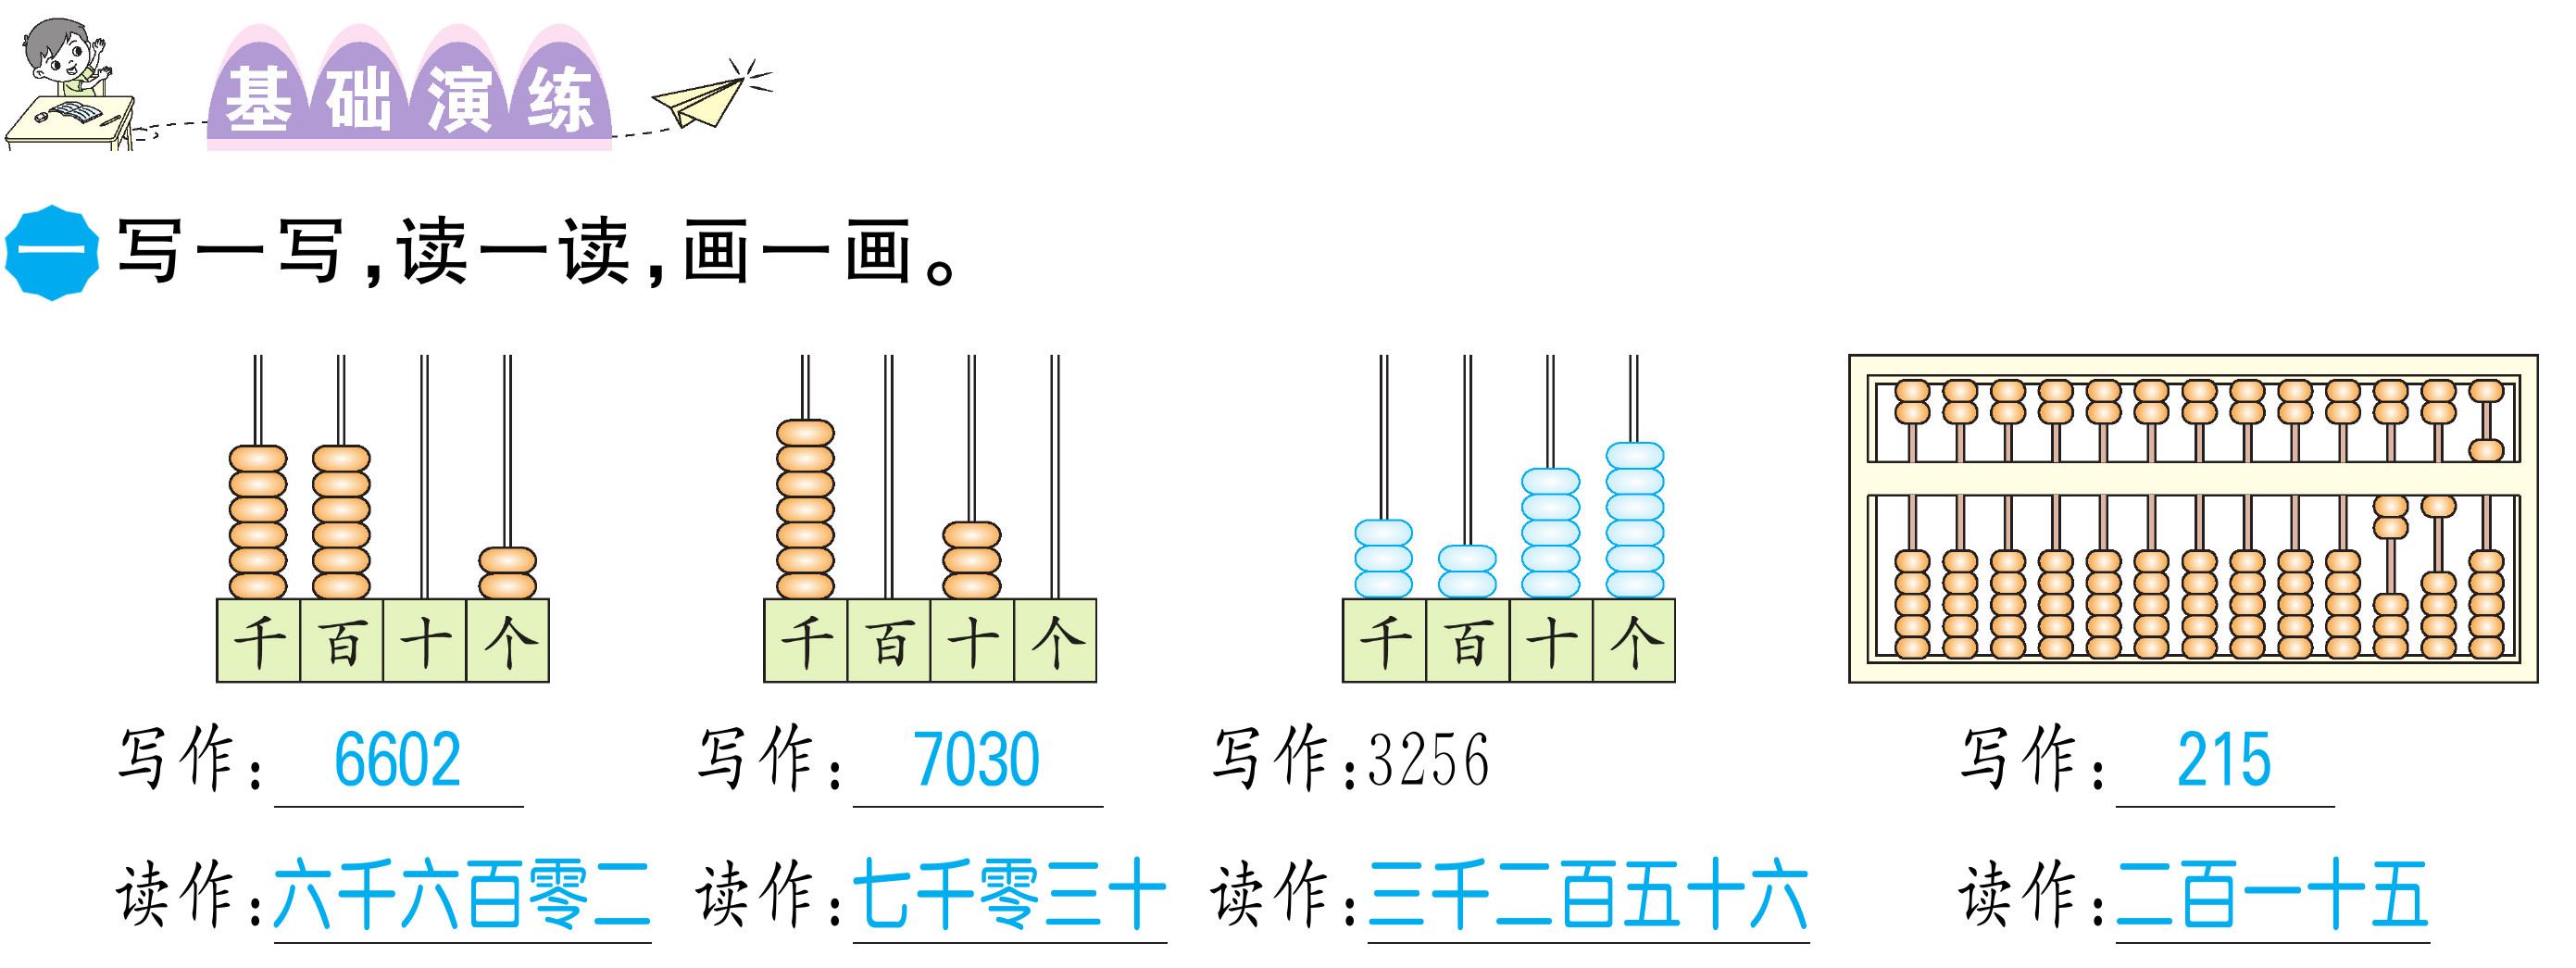 基础演练
一 写一写,读一读,画一画。
千 百 十 个
千 百 十 个
千 百 十 个
写作: 6602
写作: 7030
写作:3256
写作: 215
读作:六千六百零二
读作:七千零三十
读作:三千二百五十六
读作:二百一十五